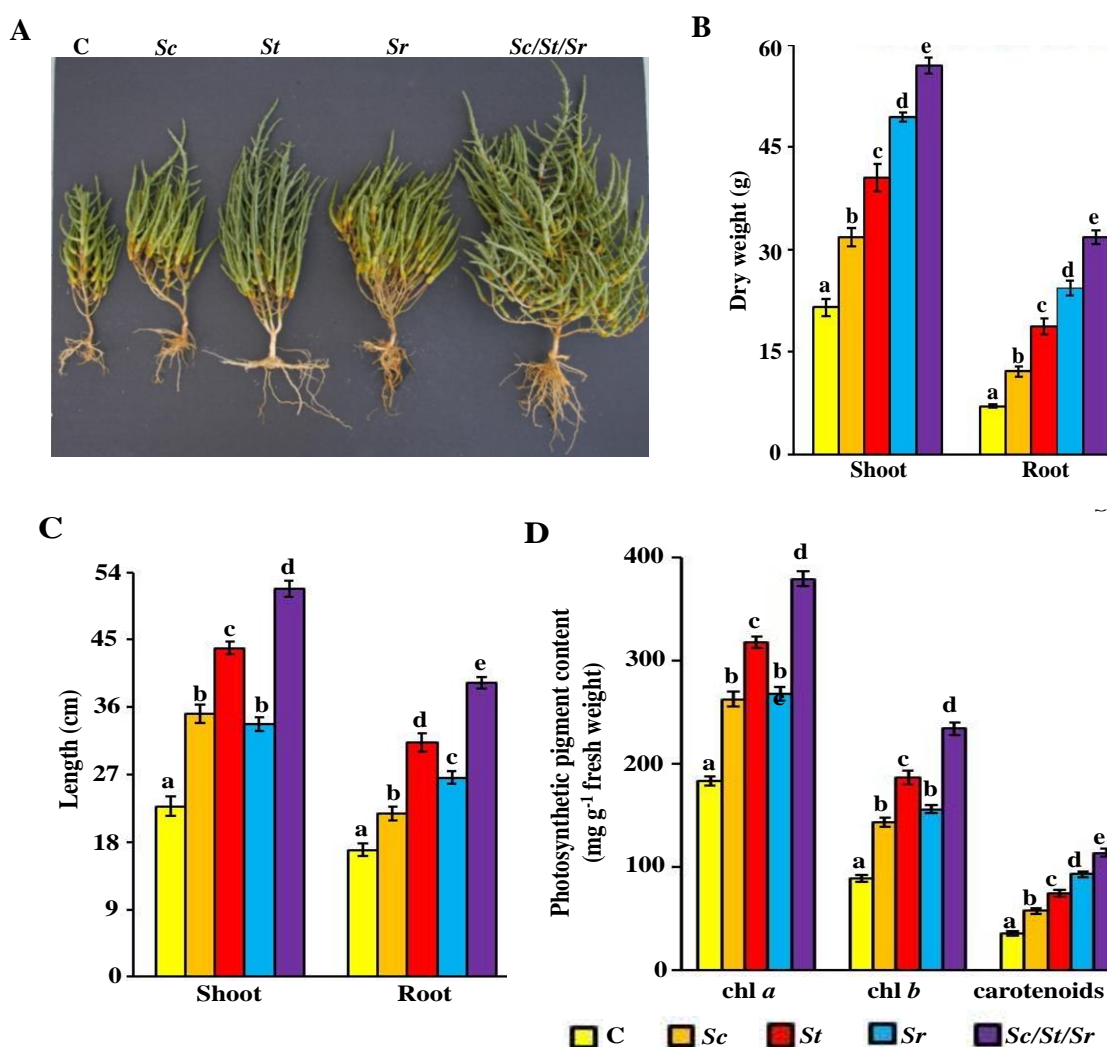 A
C Sc St Sr Sc/St/Sr
B
60
45
30
15
0
Dry weight (g)
a b c d e
a b c d e
Shoot Root
C
54
45
36
27
18
9
0
Length (cm)
a b c b d
a b d c e
Shoot Root
D
400
300
200
100
0
Photosynthetic pigment content
(mg g-1 fresh weight)
a b c b d
a b c b d
a b c d e
chl a chl b carotenoids
C Sc St Sr Sc/St/Sr